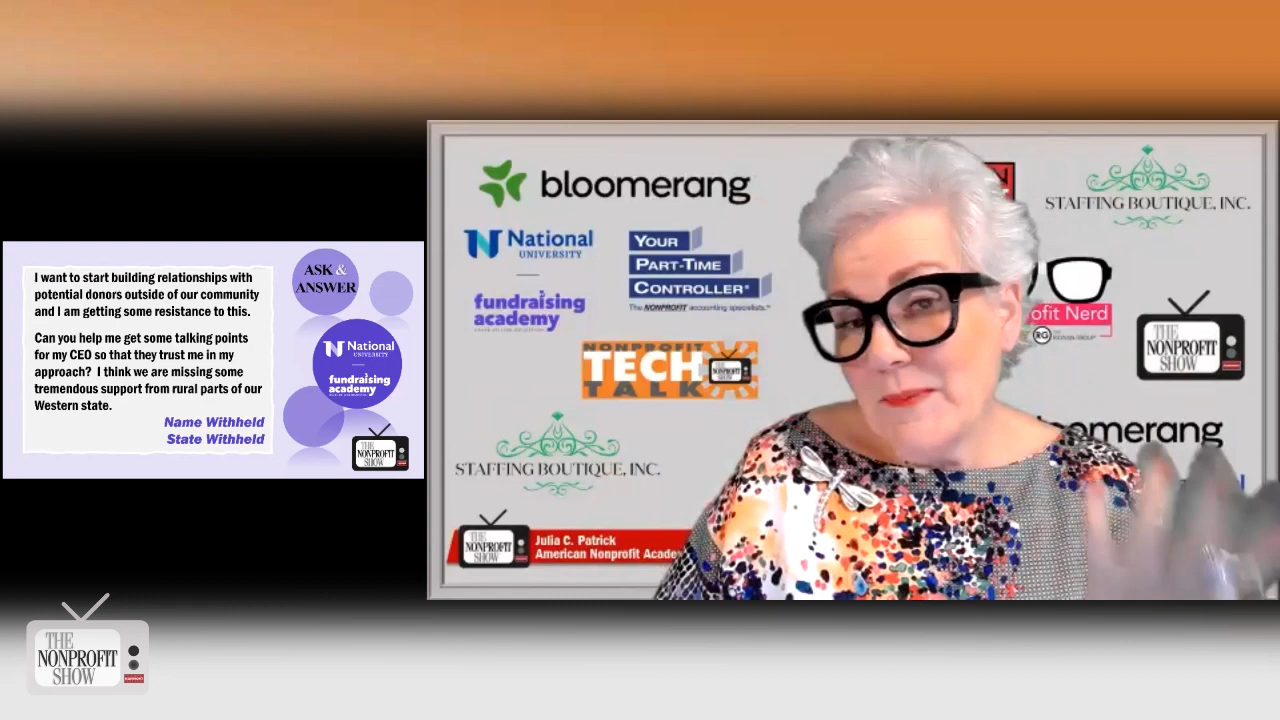 I want to start building relationships with
potential donors outside of our community
and I am getting some resistance to this.
Can you help me get some talking points
for my CEO so that they trust me in my
approach? I think we are missing some
tremendous support from rural parts of our
Western state.
Name Withheld
State Withheld
ASK &
ANSWER
National
UNIVERSITY
fundraising
academy
THE
NONPROFIT
SHOW
bloomerang
National
UNIVERSITY
fundraising
academy
YOUR
PART-TIME
CONTROLLER
The NONPROFIT accounting specialists.
NONPROFIT
TECH
TALK
THE
NONPROFIT
SHOW
STAFFING BOUTIQUE, INC.
STAFFING BOUTIQUE, INC.
ofit Nerd
RG
THE
NONPROFIT
SHOW
oomerang
THE
NONPROFIT
SHOW
Julia C. Patrick
American Nonprofit Acade
THE
NONPROFIT
SHOW